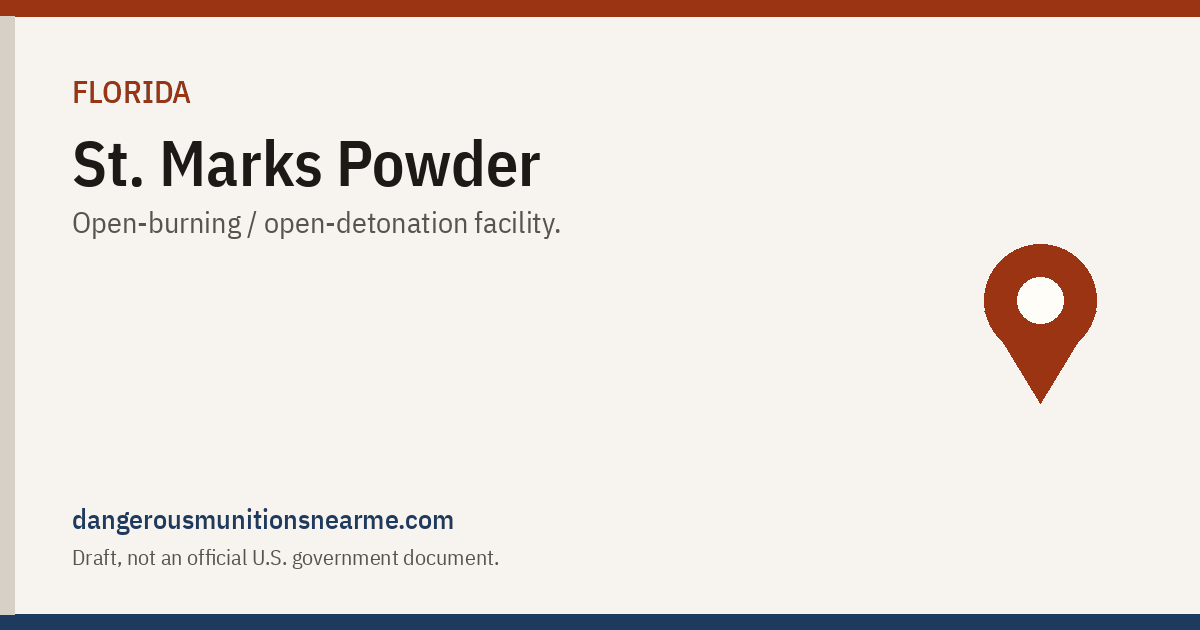 FLORIDA
St. Marks Powder
Open-burning / open-detonation facility.
dangerousmunitionsnearme.com
Draft, not an official U.S. government document.